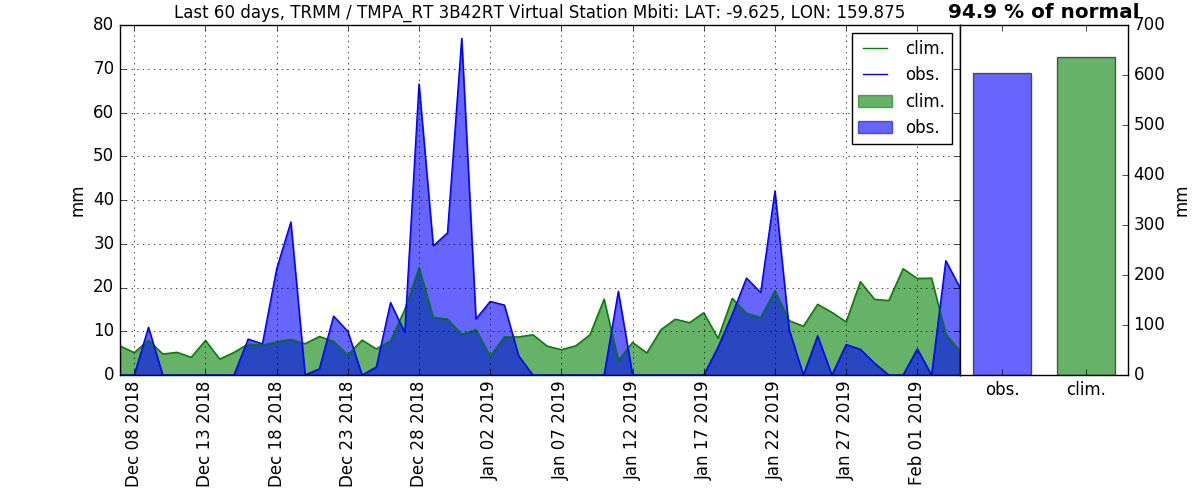 Last 60 days, TRMM / TMPA_RT 3B42RT Virtual Station Mbiti: LAT: -9.625, LON: 159.875
94.9 % of normal
80
70
60
50
40
30
20
10
0
mm
clim.
obs.
clim.
obs.
700
600
500
400
300
200
100
0
mm
Dec 08 2018
Dec 13 2018
Dec 18 2018
Dec 23 2018
Dec 28 2018
Jan 02 2019
Jan 07 2019
Jan 12 2019
Jan 17 2019
Jan 22 2019
Jan 27 2019
Feb 01 2019
obs.
clim.